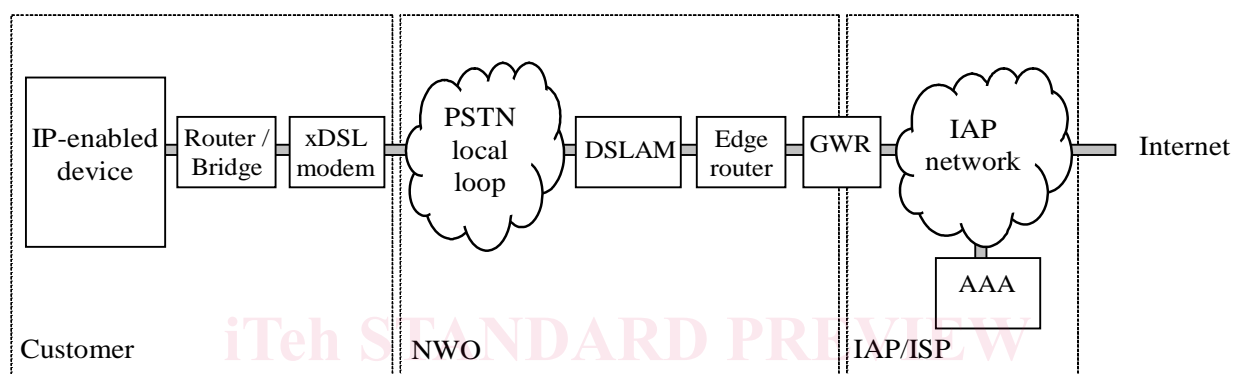 IP-enabled
device
Router /
Bridge
xDSL
modem
PSTN
local
loop
DSLAM
Edge
router
GWR
IAP
network
Internet
AAA
Customer
NWO
IAP/ISP
iTeh STANDARD PREVIEW